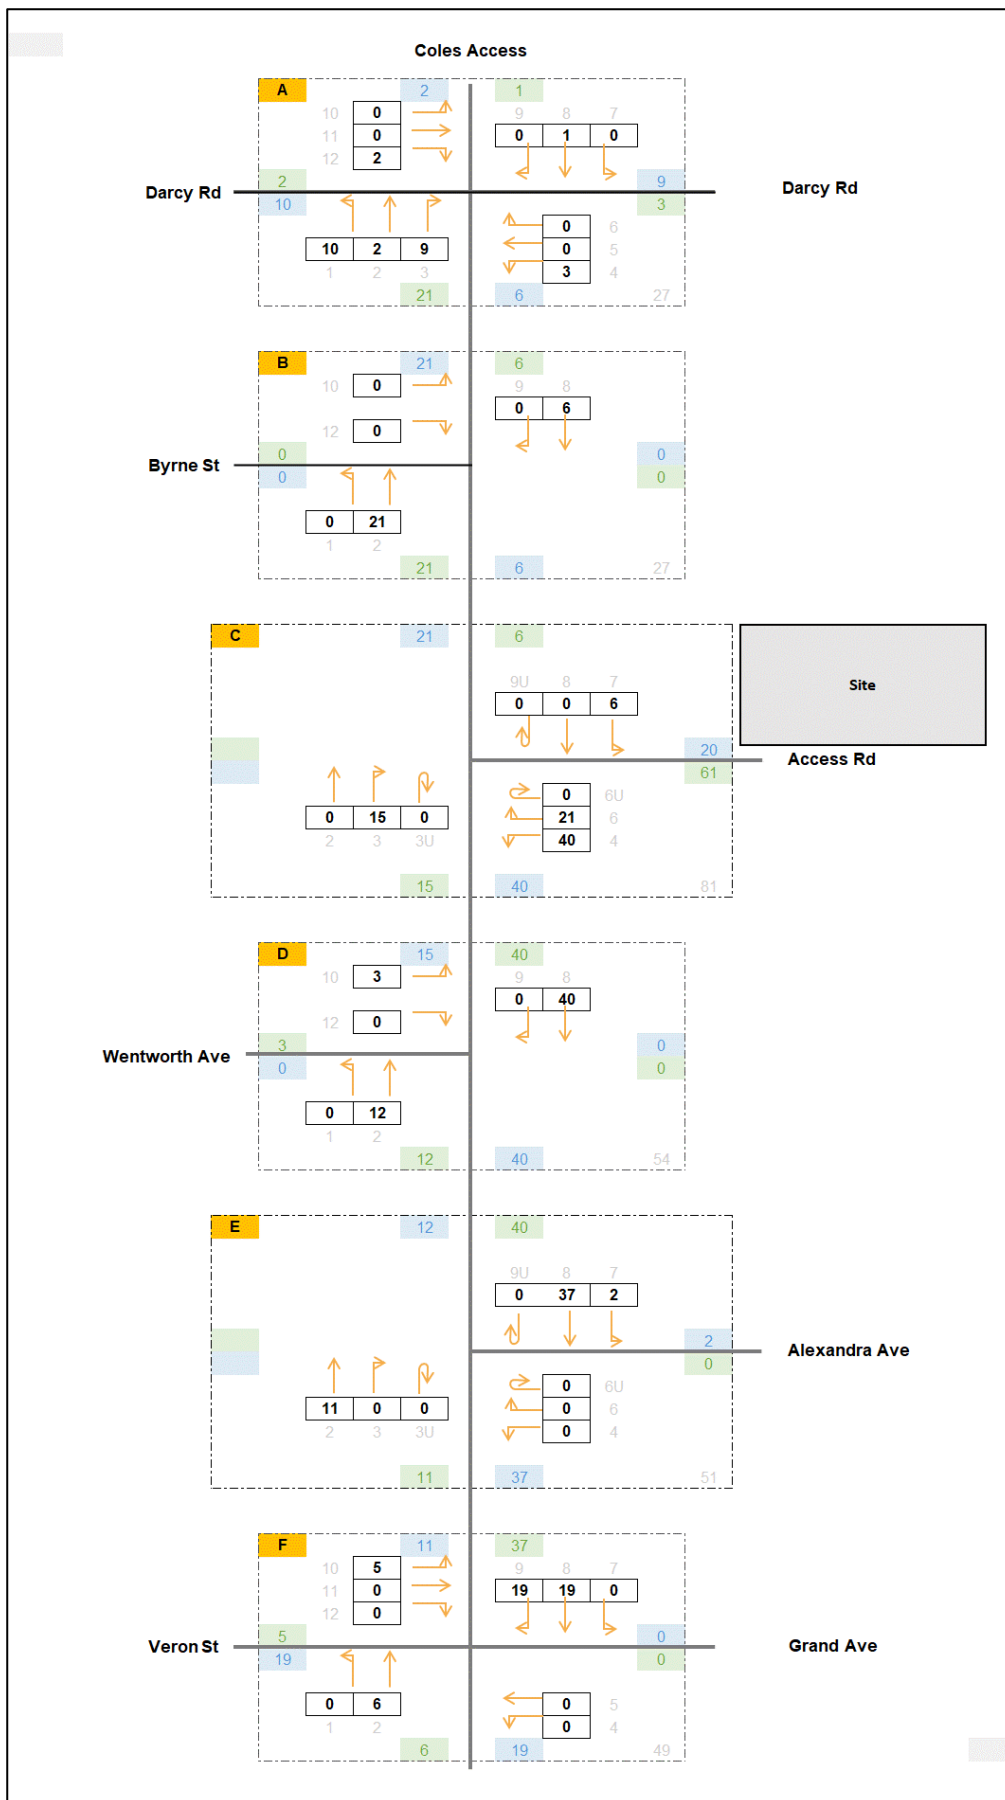 Coles Access
A 2 1
10 0 9 8 7
11 0 0 1 0
12 2
Darcy Rd 2 9 Darcy Rd
10 3
0 6
10 2 9 0 5
1 2 3 3 4
21 6 27
B 21 6
10 0 9 8
0 6
12 0
Byrne St 0 0
0 0
0 21
1 2
21 6 27
C 21 6
9U 8 7 Site
0 0 6
20 Access Rd
61
0 6U
0 15 0 21 6
2 3 3U 40 4
15 40 81
D 15 40
10 3 9 8
0 40
12 0
Wentworth Ave 3 0
0 0
0 12
1 2
12 40 54
E 12 40
9U 8 7
0 37 2
2 Alexandra Ave
0
0 6U
11 0 0 0 6
2 3 3U 0 4
11 37 51
F 11 37
10 5 9 8 7
11 0 19 19 0
12 0
Veron St 5 0 Grand Ave
19 0
0 6 0 5
1 2 0 4
6 19 49